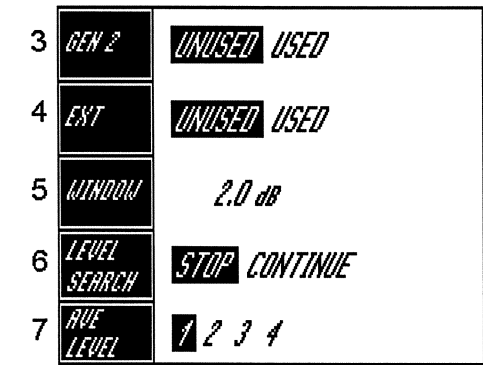 3 GEN 2 UNUSED USED
4 EXT UNUSED USED
5 WINDOW 2.0 dB
6 LEVEL SEARCH STOP CONTINUE
7 AVE LEVEL 1 2 3 4